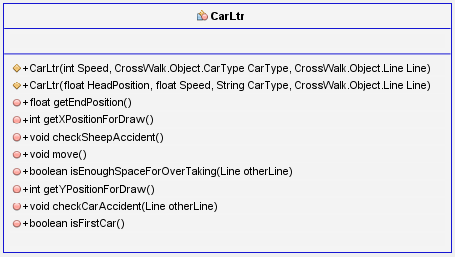 CarLtr
+CarLtr(int Speed, CrossWalk.Object.CarType CarType, CrossWalk.Object.Line Line)
+CarLtr(float HeadPosition, float Speed, String CarType, CrossWalk.Object.Line Line)
+float getEndPosition()
+int getXPositionForDraw()
+void checkSheepAccident()
+void move()
+boolean isEnoughSpaceForOverTaking(Line otherLine)
+int getYPositionForDraw()
+void checkCarAccident(Line otherLine)
+boolean isFirstCar()